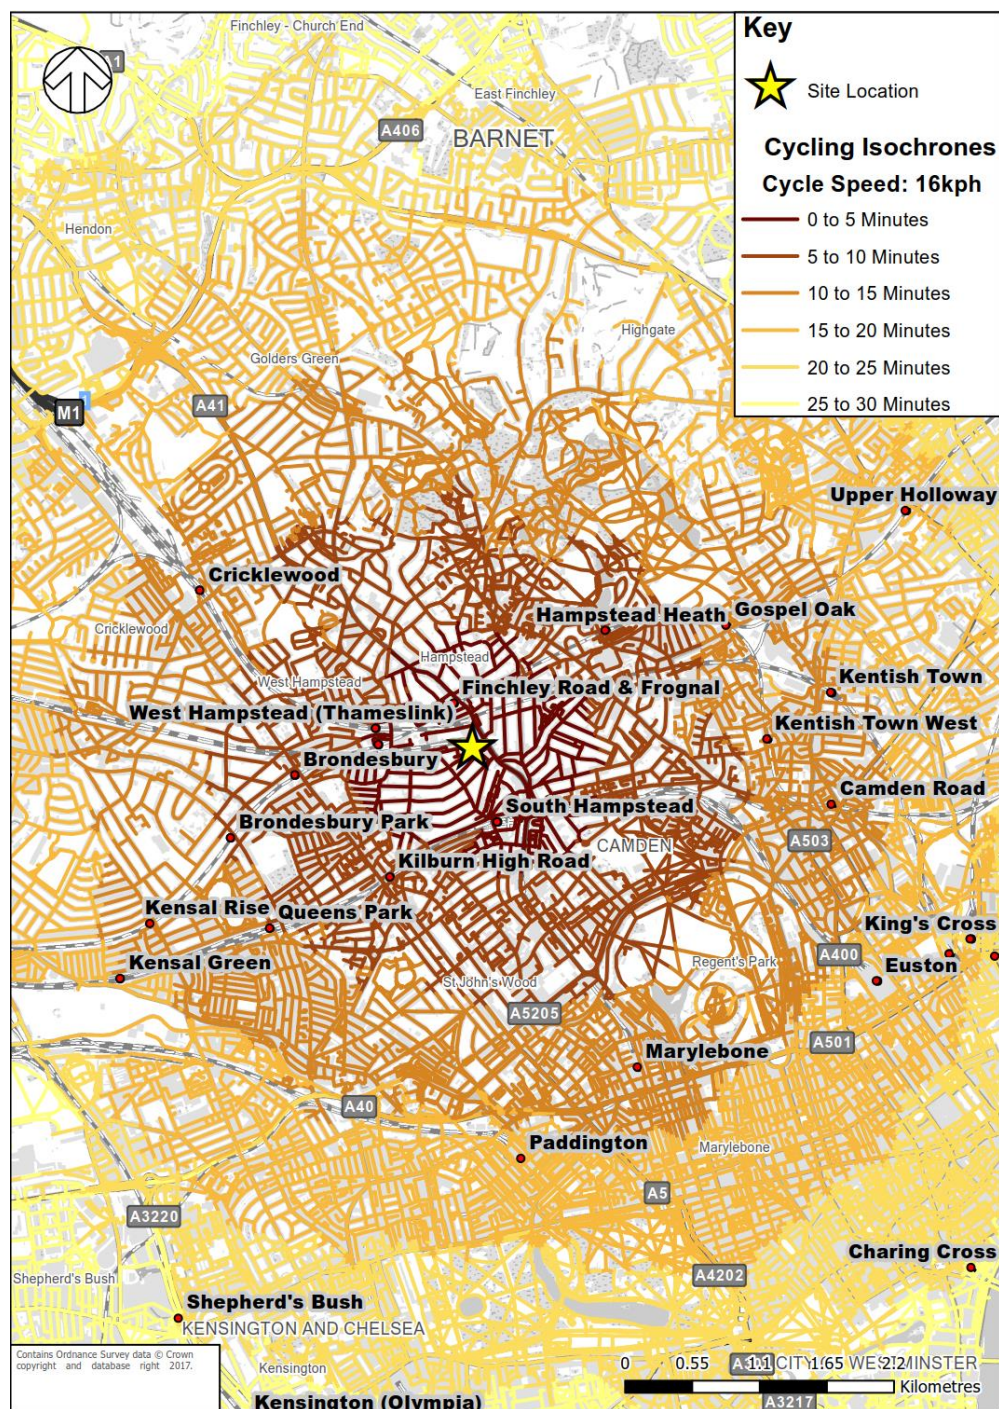 Finchley - Church End
Key
A1
Site Location
East Finchley
A406
BARNET
Cycling Isochrones
Cycle Speed: 16kph
0 to 5 Minutes
Hendon
5 to 10 Minutes
10 to 15 Minutes
Highgate
15 to 20 Minutes
Golders Green
20 to 25 Minutes
A41
M1
25 to 30 Minutes
Upper Holloway
Cricklewood
Hampstead Heath
Gospel Oak
Cricklewood
Hampstead
West Hampstead
Kentish Town
Finchley Road & Frognal
West Hampstead (Thameslink)
Kentish Town West
Brondesbury
South Hampstead
Camden Road
Brondesbury Park
A503
CAMDEN
Kilburn High Road
Kensal Rise
Queens Park
King's Cross
A400
Kensal Green
Regent's Park
Euston
St John's Wood
A5205
A501
Marylebone
A40
Paddington
Marylebone
A5
A3220
Charing Cross
A4202
Shepherd's Bush
Shepherd's Bush
KENSINGTON AND CHELSEA
Contains Ordnance Survey data © Crown
copyright and database right 2017.
Kensington
0 0.55 1.1 1.65 2.2
CITY WESTMINSTER
Kilometres
Kensington (Olympia)
A3217